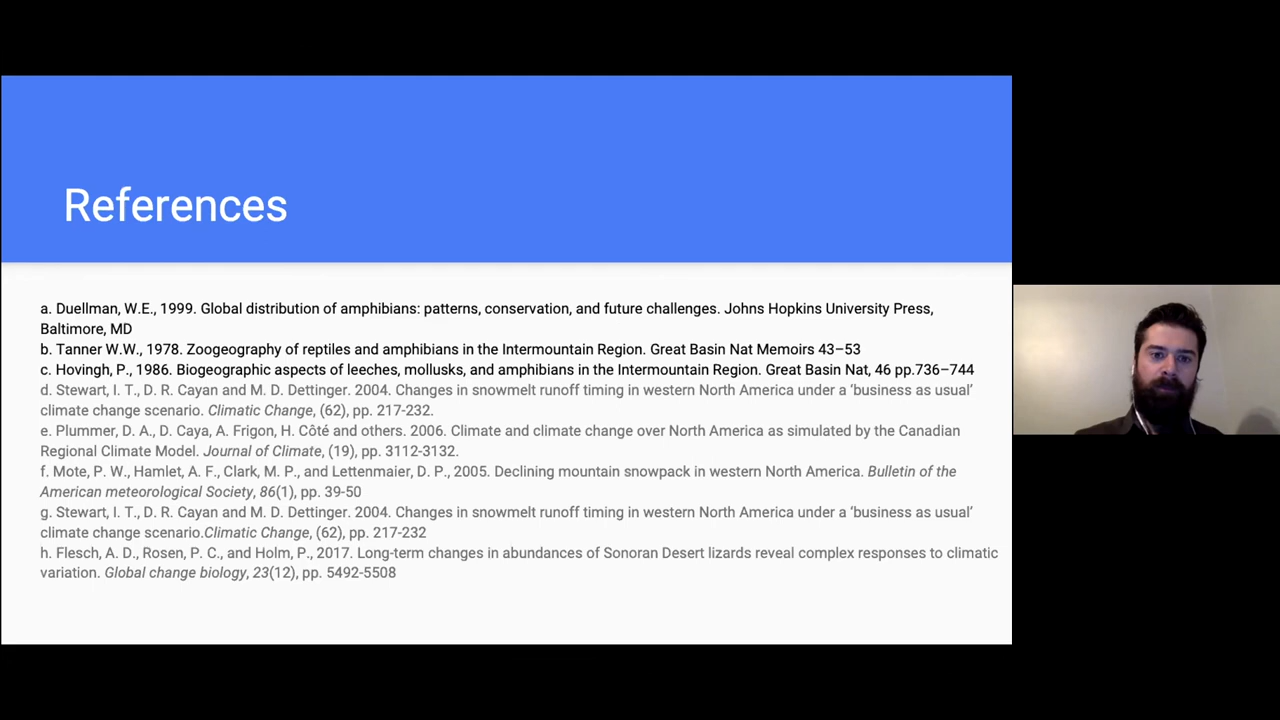 References
a. Duellman, W.E., 1999. Global distribution of amphibians: patterns, conservation, and future challenges. Johns Hopkins University Press,
Baltimore, MD
b. Tanner W.W., 1978. Zoogeography of reptiles and amphibians in the Intermountain Region. Great Basin Nat Memoirs 43–53
c. Hovingh, P., 1986. Biogeographic aspects of leeches, mollusks, and amphibians in the Intermountain Region. Great Basin Nat, 46 pp.736–744
d. Stewart, I. T., D. R. Cayan and M. D. Dettinger. 2004. Changes in snowmelt runoff timing in western North America under a ‘business as usual’
climate change scenario. Climatic Change, (62), pp. 217-232.
e. Plummer, D. A., D. Caya, A. Frigon, H. Côté and others. 2006. Climate and climate change over North America as simulated by the Canadian
Regional Climate Model. Journal of Climate, (19), pp. 3112-3132.
f. Mote, P. W., Hamlet, A. F., Clark, M. P., and Lettenmaier, D. P., 2005. Declining mountain snowpack in western North America. Bulletin of the
American meteorological Society, 86(1), pp. 39-50
g. Stewart, I. T., D. R. Cayan and M. D. Dettinger. 2004. Changes in snowmelt runoff timing in western North America under a ‘business as usual’
climate change scenario.Climatic Change, (62), pp. 217-232
h. Flesch, A. D., Rosen, P. C., and Holm, P., 2017. Long-term changes in abundances of Sonoran Desert lizards reveal complex responses to climatic
variation. Global change biology, 23(12), pp. 5492-5508